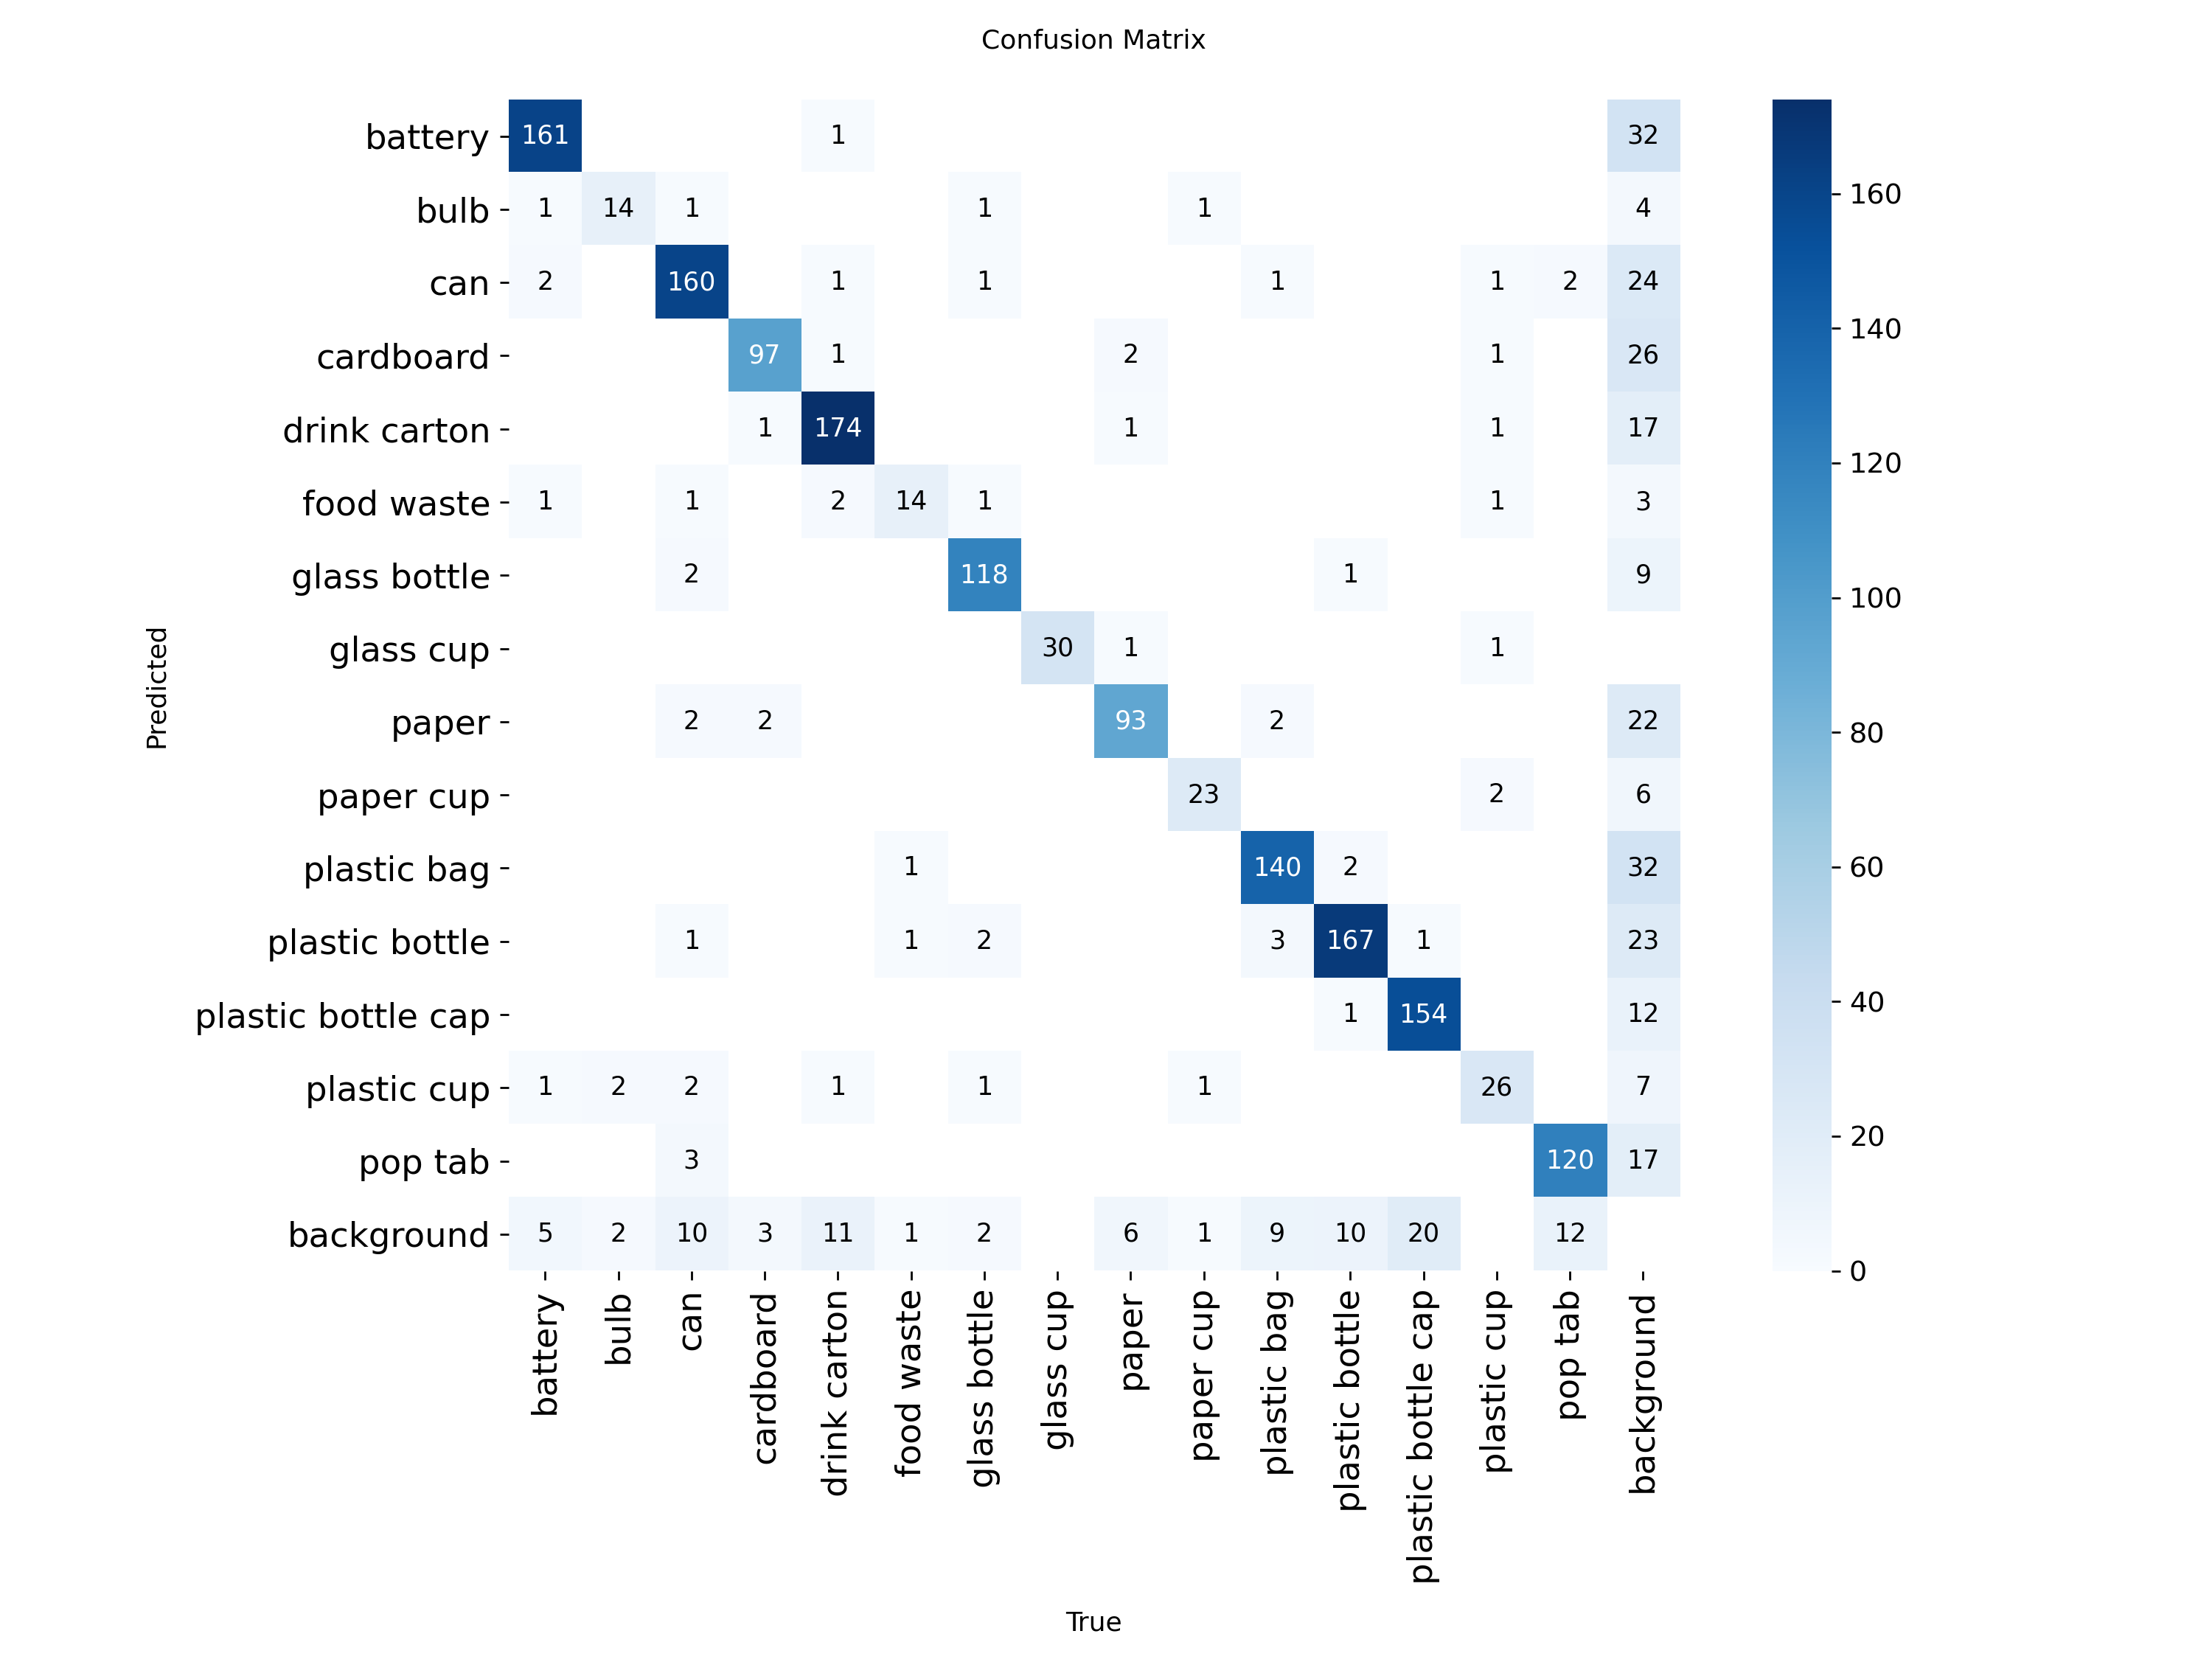 Confusion Matrix
battery 161 1 32
bulb 1 14 1 1 1 4
can 2 160 1 1 1 1 2 24
cardboard 97 1 2 1 26
drink carton 1 174 1 1 17
food waste 1 1 2 14 1 1 3
glass bottle 2 118 1 9
glass cup 30 1 1
paper 2 2 93 2 22
paper cup 23 2 6
plastic bag 1 140 2 32
plastic bottle 1 1 2 3 167 1 23
plastic bottle cap 1 154 12
plastic cup 1 2 2 1 1 1 26 7
pop tab 3 120 17
background 5 2 10 3 11 1 2 6 1 9 10 20 12
Predicted
battery
bulb
can
cardboard
drink carton
food waste
glass bottle
glass cup
paper
paper cup
plastic bag
plastic bottle
plastic bottle cap
plastic cup
pop tab
background
True
160
140
120
100
80
60
40
20
0